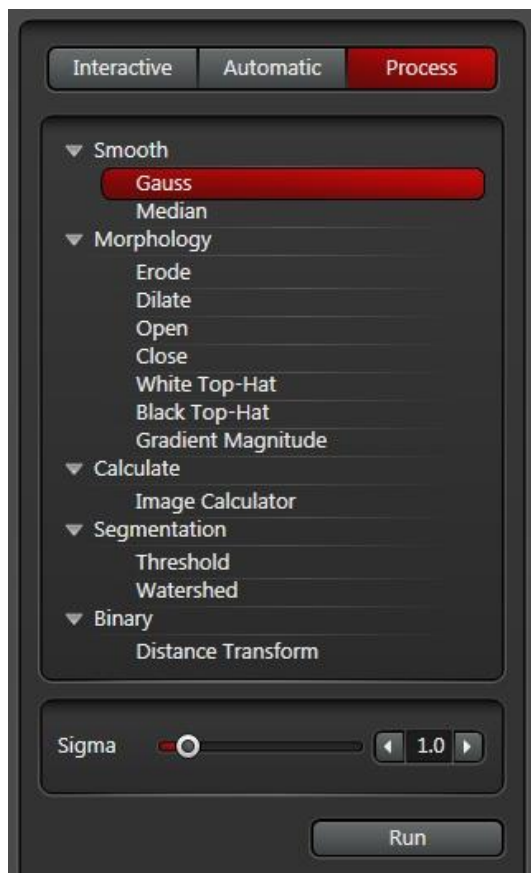 Interactive Automatic Process
Smooth
Gauss
Median
Morphology
Erode
Dilate
Open
Close
White Top-Hat
Black Top-Hat
Gradient Magnitude
Calculate
Image Calculator
Segmentation
Threshold
Watershed
Binary
Distance Transform
Sigma 1.0
Run